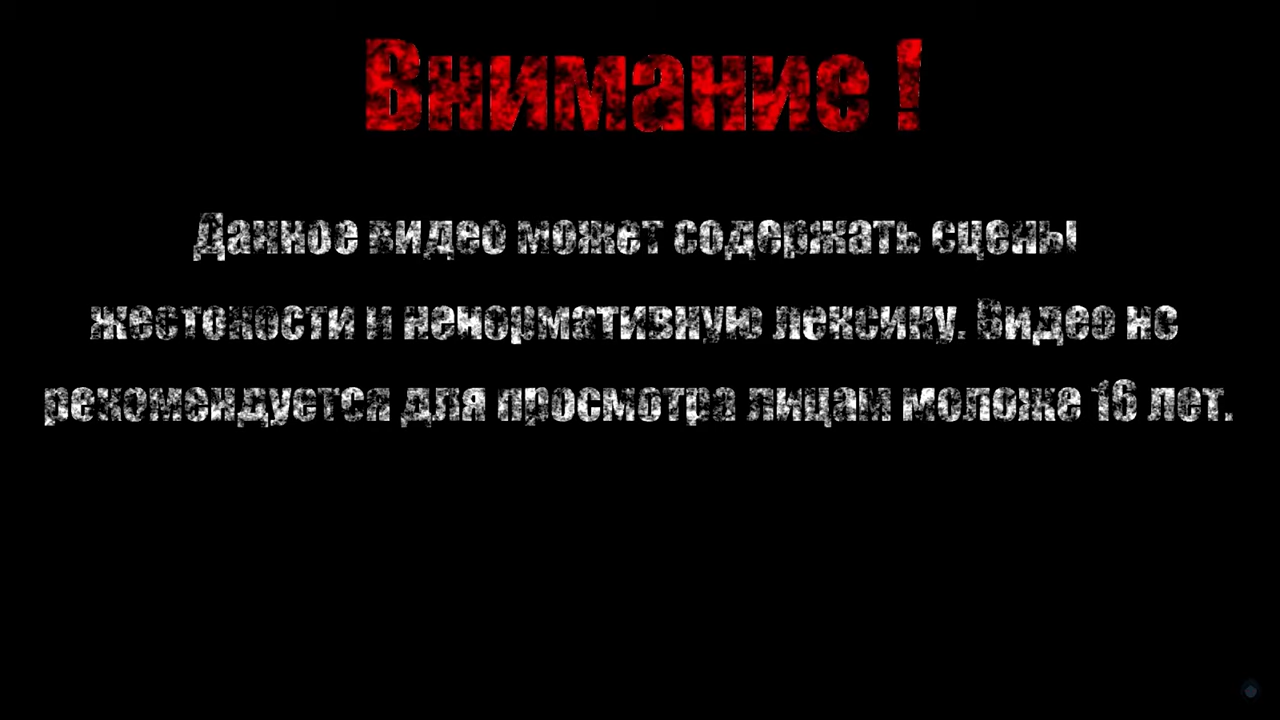 Внимание !
Данное видео может содержать сцены
жестокости и ненормативную лексику. Видео не
рекомендуется для просмотра лицам моложе 16 лет.